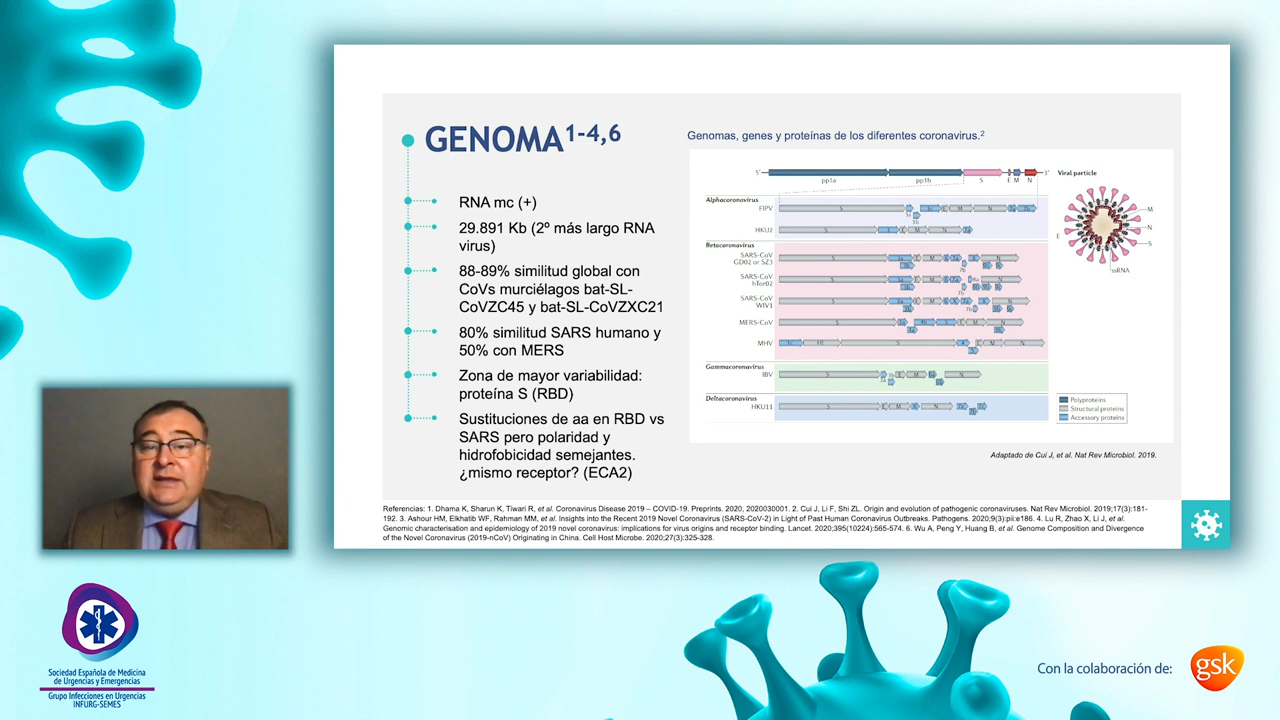 GENOMA1-4,6
RNA mc (+)
29.891 Kb (2º más largo RNA
virus)
88-89% similitud global con
CoVs murciélagos bat-SL-
CoVZC45 y bat-SL-CoVZXC21
80% similitud SARS humano y
50% con MERS
Zona de mayor variabilidad:
proteína S (RBD)
Sustituciones de aa en RBD vs
SARS pero polaridad y
hidrofobicidad semejantes.
¿mismo receptor? (ECA2)
Genomas, genes y proteínas de los diferentes coronavirus.2
5' 3'
pp1a pp1b S E M N
Viral particle
M
N
E
S
ssRNA
Alphacoronavirus
FIPV
HKU2
Betacoronavirus
SARS-CoV
GD02 or SZ3
SARS-CoV
hTor02
SARS-CoV
WIV1
MERS-CoV
MHV
Gammacoronavirus
IBV
Deltacoronavirus
HKU11
Polyproteins
Structural proteins
Accessory proteins
Adaptado de Cui J, et al. Nat Rev Microbiol. 2019.
Referencias: 1. Dhama K, Sharun K, Tiwari R, et al. Coronavirus Disease 2019 – COVID-19. Preprints. 2020, 2020030001. 2. Cui J, Li F, Shi ZL. Origin and evolution of pathogenic coronaviruses. Nat Rev Microbiol. 2019;17(3):181-
192. 3. Ashour HM, Elkhatib WF, Rahman MM, et al. Insights into the Recent 2019 Novel Coronavirus (SARS-CoV-2) in Light of Past Human Coronavirus Outbreaks. Pathogens. 2020;9(3):pii:e186. 4. Lu R, Zhao X, Li J, et al.
Genomic characterisation and epidemiology of 2019 novel coronavirus: implications for virus origins and receptor binding. Lancet. 2020;395(10224):565-574. 6. Wu A, Peng Y, Huang B, et al. Genome Composition and Divergence
of the Novel Coronavirus (2019-nCoV) Originating in China. Cell Host Microbe. 2020;27(3):325-328.
Sociedad Española de Medicina
de Urgencias y Emergencias
Grupo Infecciones en Urgencias
INFURG-SEMES
Con la colaboración de:
gsk